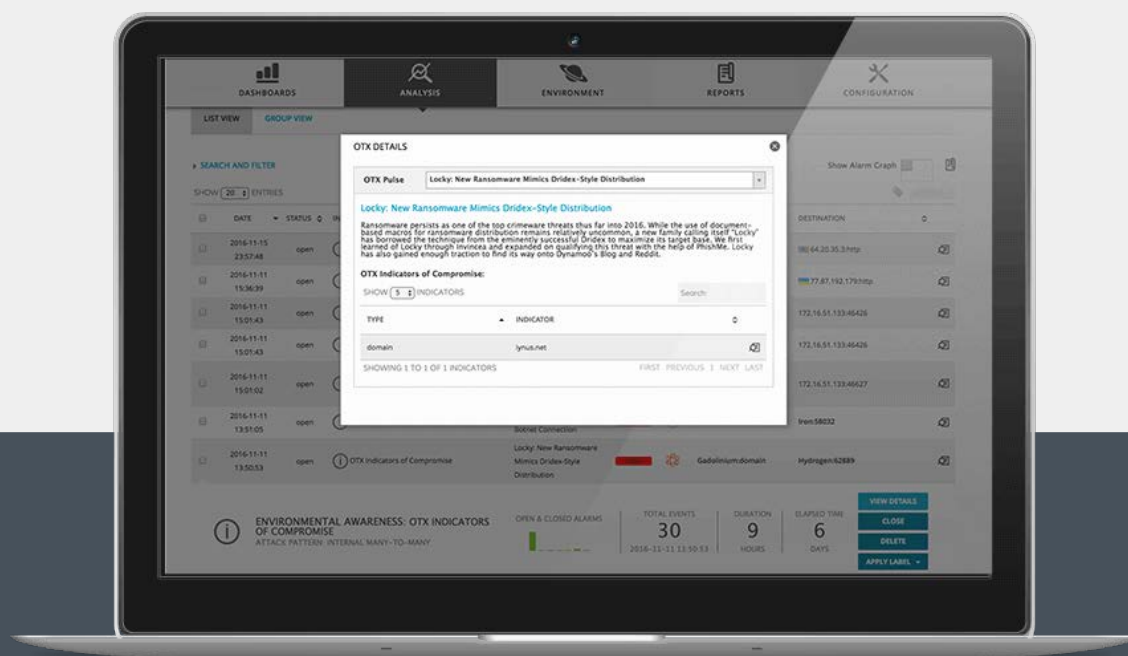 DASHBOARDS
ANALYSIS
ENVIRONMENT
REPORTS
CONFIGURATION
LIST VIEW GROUP VIEW
SEARCH AND FILTER
Show Alarm Graph
SHOW 20 ENTRIES
DATE STATUS
DESTINATION
OTX DETAILS
OTX Pulse Locky: New Ransomware Mimics Dridex-Style Distribution
Locky: New Ransomware Mimics Dridex-Style Distribution
Ransomware persists as one of the top crimeware threats thus far into 2016. While the use of document-
based macros for ransomware distribution remains relatively uncommon, a new family calling itself "Locky"
has borrowed the technique from the eminently successful Dridex to maximize its target base. We first
learned of Locky through Invincea and expanded on qualifying this threat with the help of PhishMe. Locky
has also gained enough traction to find its way onto Dynamoo's Blog and Reddit.
OTX Indicators of Compromise:
SHOW 5 INDICATORS
Search:
TYPE INDICATOR
domain lynus.net
SHOWING 1 TO 1 OF 1 INDICATORS
FIRST PREVIOUS 1 NEXT LAST
2016-11-15
23:57:48
open
64.20.35.3:http
2016-11-11
15:36:39
open
77.87.192.179:http
2016-11-11
15:01:43
open
172.16.51.133:46426
2016-11-11
15:01:43
open
172.16.51.133:46426
2016-11-11
15:01:02
open
172.16.51.133:46627
2016-11-11
13:51:05
open
Botnet Connection
Iron:58032
2016-11-11
13:50:53
open
OTX Indicators of Compromise
Locky: New Ransomware
Mimics Dridex-Style
Distribution
Gadolinium:domain
Hydrogen:62889
ENVIRONMENTAL AWARENESS: OTX INDICATORS
OF COMPROMISE
ATTACK PATTERN: INTERNAL MANY-TO-MANY
OPEN & CLOSED ALARMS
TOTAL EVENTS
30
2016-11-11 13:50:53
DURATION
9
HOURS
ELAPSED TIME
6
DAYS
VIEW DETAILS
CLOSE
DELETE
APPLY LABEL